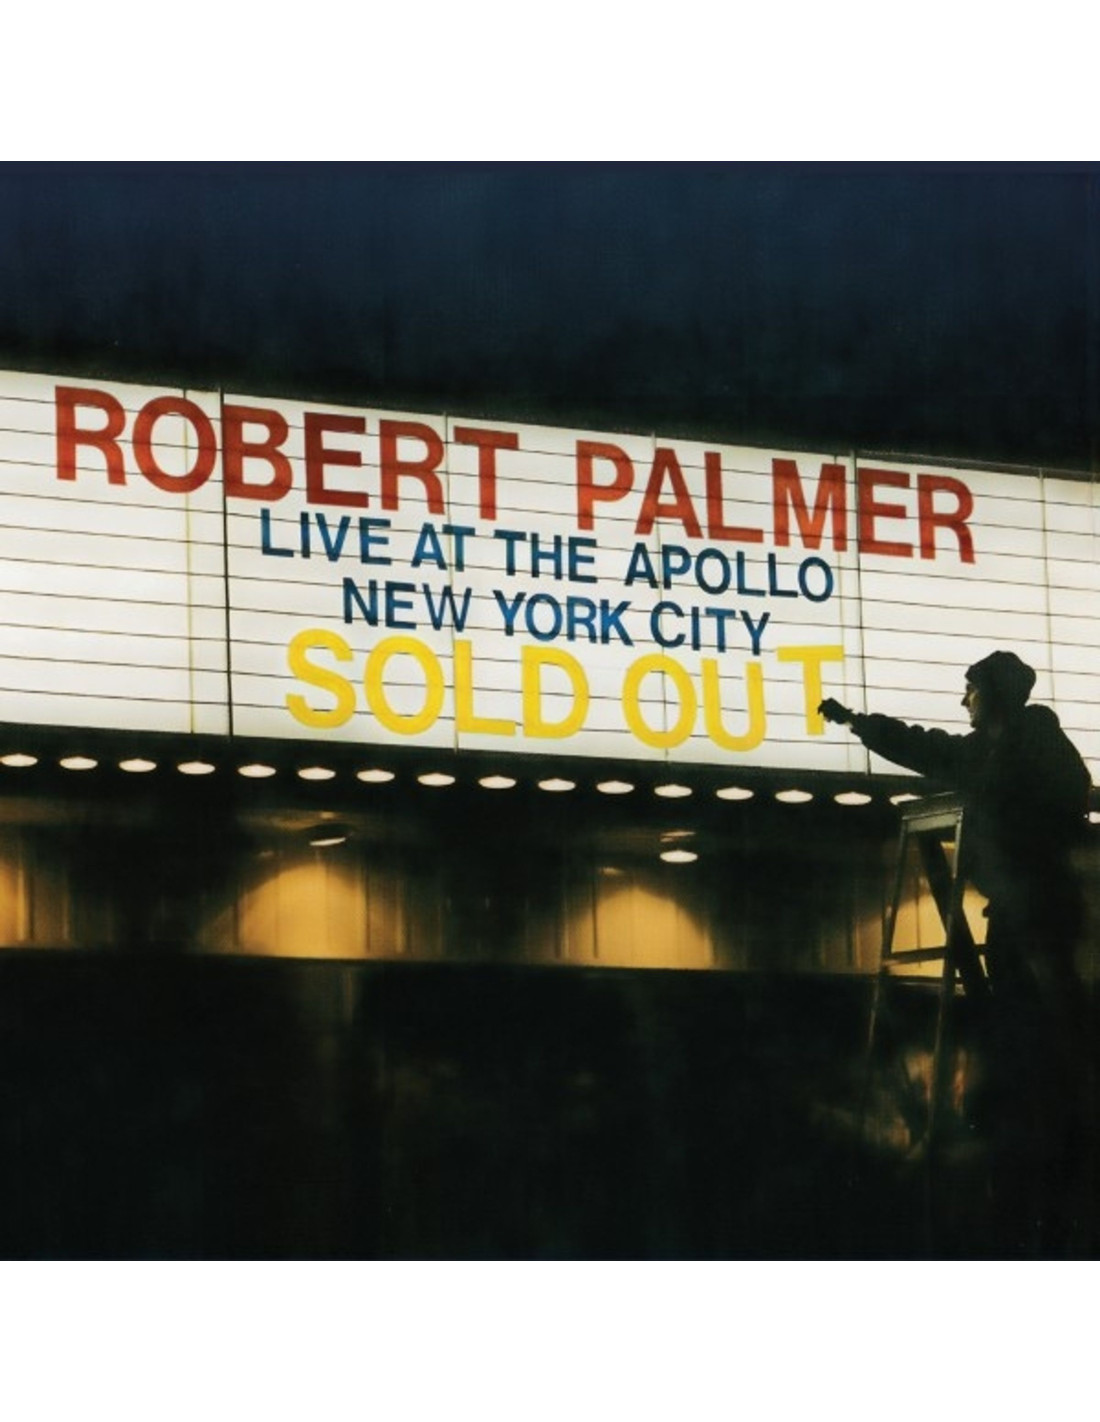 ROBERT PALMER
LIVE AT THE APOLLO
NEW YORK CITY
SOLD OUT